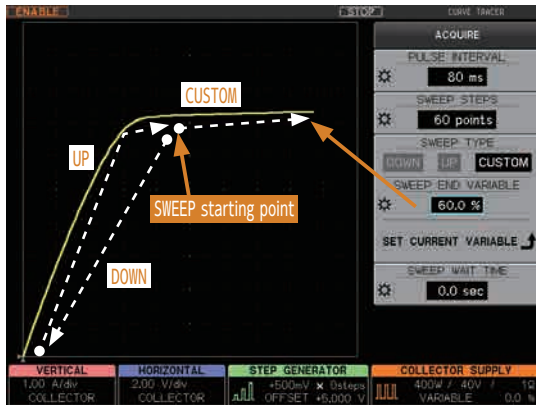 ENABLE
STOP
CURVE TRACER
ACQUIRE
PULSE INTERVAL
80 ms
SWEEP STEPS
60 points
SWEEP TYPE
DOWN UP CUSTOM
SWEEP END VARIABLE
60.0 %
SET CURRENT VARIABLE
SWEEP WAIT TIME
0.0 sec
CUSTOM
UP
SWEEP starting point
DOWN
VERTICAL
1.00 A/div
COLLECTOR
HORIZONTAL
2.00 V/div
COLLECTOR
STEP GENERATOR
+500mV × 0steps
OFFSET +5.000 V
COLLECTOR SUPPLY
400W / 40V / 1Ω
VARIABLE 0.0 %